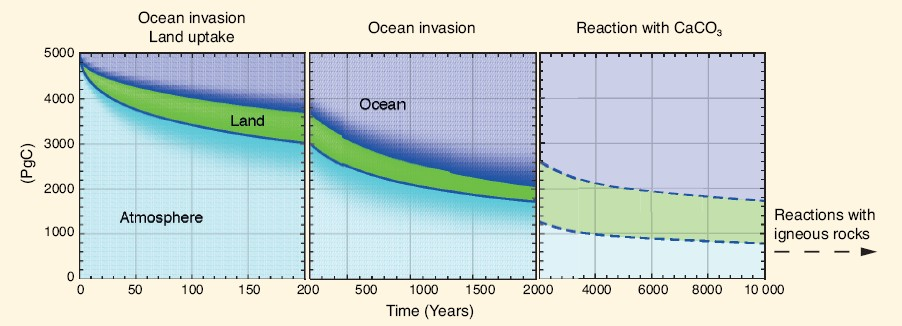 Ocean invasion
Land uptake
Ocean invasion
Reaction with CaCO₃
(PgC)
5000
4000
3000
2000
1000
0
Land
Atmosphere
Ocean
Reactions with
igneous rocks
0 50 100 150 200 500 1000 1500 2000 4000 6000 8000 10 000
Time (Years)